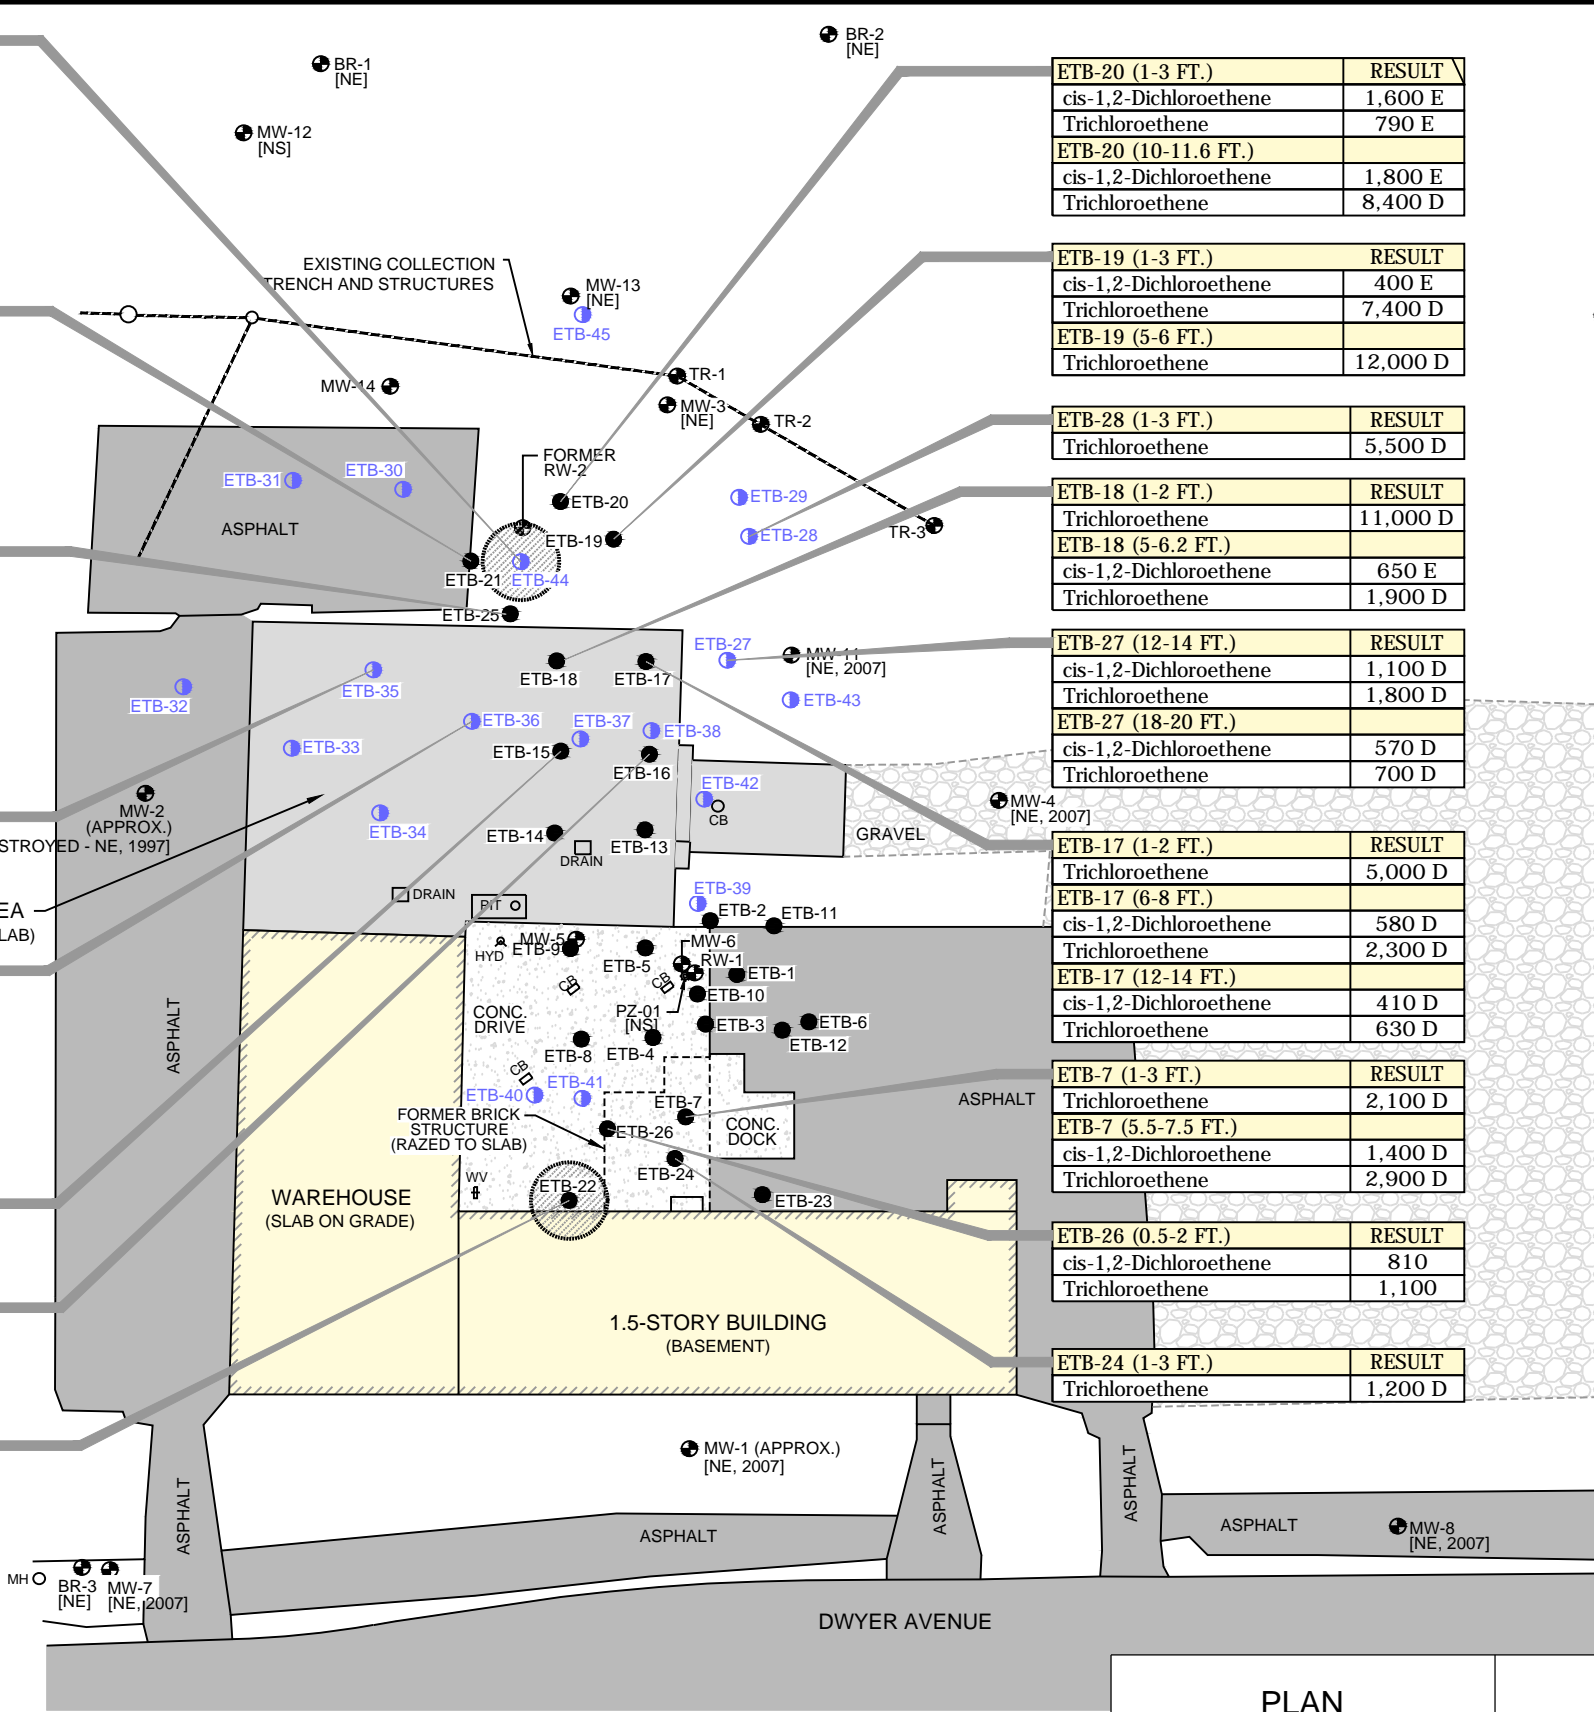 BR-2
[NE]
BR-1
[NE]
MW-12
[NS]
EXISTING COLLECTION
TRENCH AND STRUCTURES
MW-13
[NE]
ETB-45
MW-14
TR-1
MW-3
[NE]
TR-2
FORMER
RW-2
ETB-31
ETB-30
ASPHALT
ETB-20
ETB-29
ETB-19
ETB-28
TR-3
ETB-21
ETB-44
ETB-25
ETB-27
MW-11
[NE, 2007]
ETB-18
ETB-17
ETB-35
ETB-32
ETB-43
ETB-36
ETB-37
ETB-38
ETB-33
ETB-15
ETB-16
ETB-42
CB
MW-2
(APPROX.)
STROYED - NE, 1997]
ETB-34
ETB-14
ETB-13
DRAIN
GRAVEL
MW-4
[NE, 2007]
DRAIN
PIT
ETB-39
EA
LAB)
ETB-2
ETB-11
MW-5
HYD
ETB-9
ETB-5
MW-6
RW-1
ETB-1
CB
CB
ETB-10
CONC.
DRIVE
PZ-01
[NS]
ETB-3
ETB-6
ETB-12
ETB-8
ETB-4
ASPHALT
CB
ETB-40
ETB-41
ETB-7
ASPHALT
FORMER BRICK
STRUCTURE
(RAZED TO SLAB)
ETB-26
CONC.
DOCK
ETB-24
WV
ETB-22
ETB-23
WAREHOUSE
(SLAB ON GRADE)
1.5-STORY BUILDING
(BASEMENT)
MW-1 (APPROX.)
[NE, 2007]
ASPHALT
ASPHALT
ASPHALT
ASPHALT
ASPHALT
MW-8
[NE, 2007]
MH
BR-3
[NE]
MW-7
[NE, 2007]
DWYER AVENUE
PLAN
ETB-20 (1-3 FT.) RESULT
cis-1,2-Dichloroethene 1,600 E
Trichloroethene 790 E
ETB-20 (10-11.6 FT.)
cis-1,2-Dichloroethene 1,800 E
Trichloroethene 8,400 D
ETB-19 (1-3 FT.) RESULT
cis-1,2-Dichloroethene 400 E
Trichloroethene 7,400 D
ETB-19 (5-6 FT.)
Trichloroethene 12,000 D
ETB-28 (1-3 FT.) RESULT
Trichloroethene 5,500 D
ETB-18 (1-2 FT.) RESULT
Trichloroethene 11,000 D
ETB-18 (5-6.2 FT.)
cis-1,2-Dichloroethene 650 E
Trichloroethene 1,900 D
ETB-27 (12-14 FT.) RESULT
cis-1,2-Dichloroethene 1,100 D
Trichloroethene 1,800 D
ETB-27 (18-20 FT.)
cis-1,2-Dichloroethene 570 D
Trichloroethene 700 D
ETB-17 (1-2 FT.) RESULT
Trichloroethene 5,000 D
ETB-17 (6-8 FT.)
cis-1,2-Dichloroethene 580 D
Trichloroethene 2,300 D
ETB-17 (12-14 FT.)
cis-1,2-Dichloroethene 410 D
Trichloroethene 630 D
ETB-7 (1-3 FT.) RESULT
Trichloroethene 2,100 D
ETB-7 (5.5-7.5 FT.)
cis-1,2-Dichloroethene 1,400 D
Trichloroethene 2,900 D
ETB-26 (0.5-2 FT.) RESULT
cis-1,2-Dichloroethene 810
Trichloroethene 1,100
ETB-24 (1-3 FT.) RESULT
Trichloroethene 1,200 D